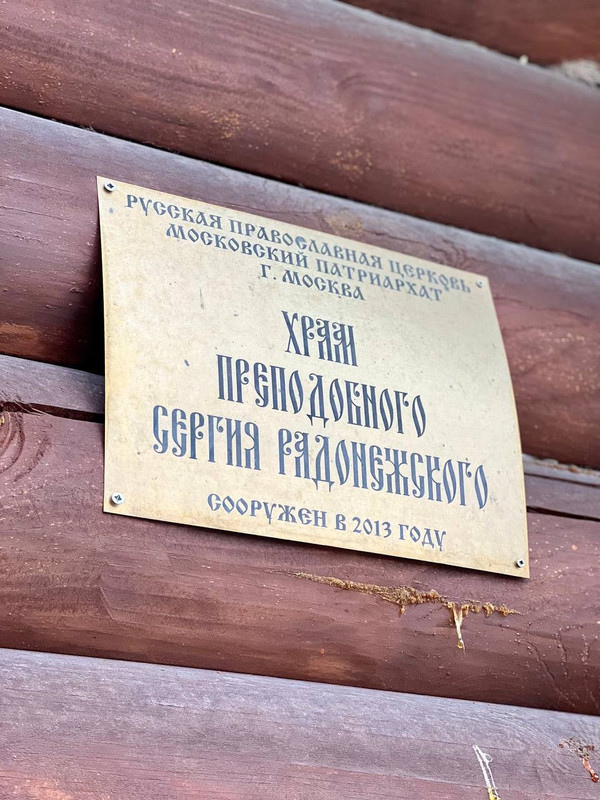 РУССКАЯ ПРАВОСЛАВНАЯ ЦЕРКОВЬ
МОСКОВСКИЙ ПАТРИАРХАТ
Г. МОСКВА
ХРАМ
ПРЕПОДОБНОГО
СЕРГИЯ РАДОНЕЖСКОГО
СООРУЖЕН В 2013 ГОДУ